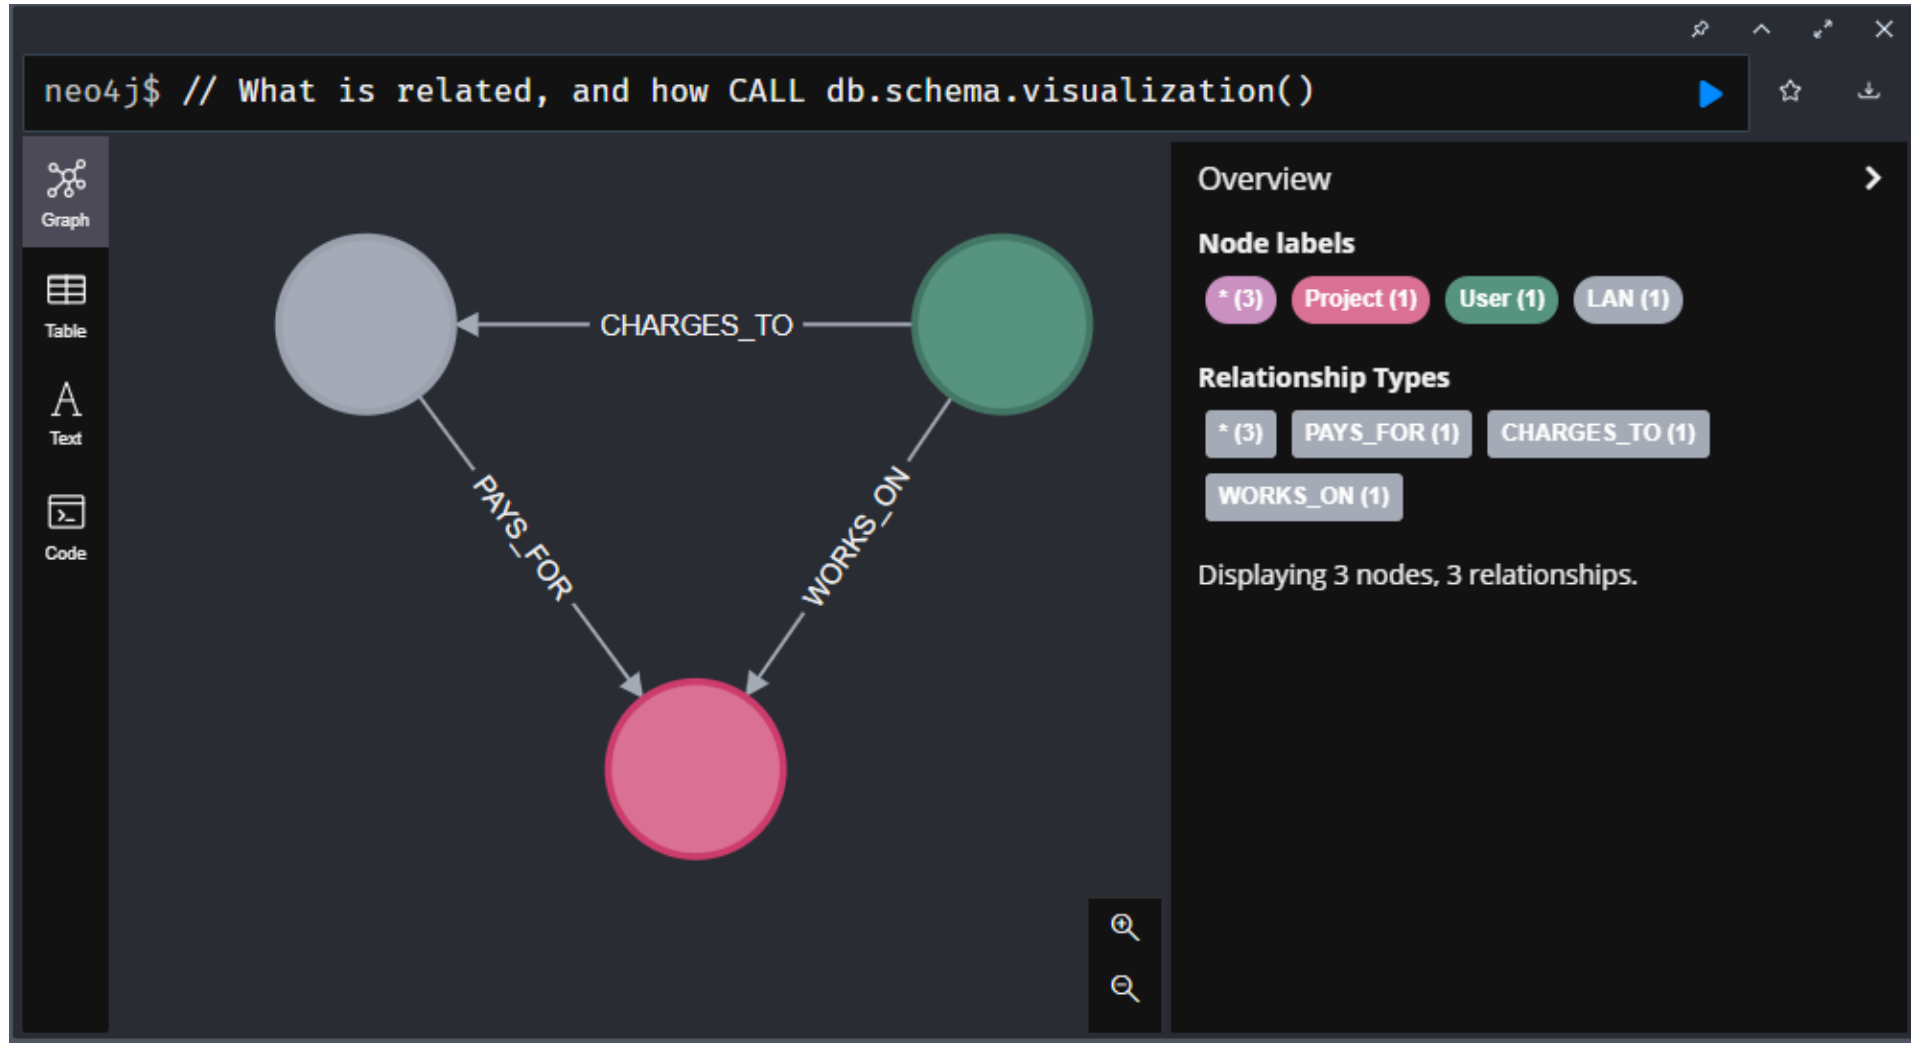 neo4j$ // What is related, and how CALL db.schema.visualization()
Graph
Table
Text
Code
CHARGES_TO
PAYS_FOR
WORKS_ON
Overview
Node labels
* (3) Project (1) User (1) LAN (1)
Relationship Types
* (3) PAYS_FOR (1) CHARGES_TO (1)
WORKS_ON (1)
Displaying 3 nodes, 3 relationships.